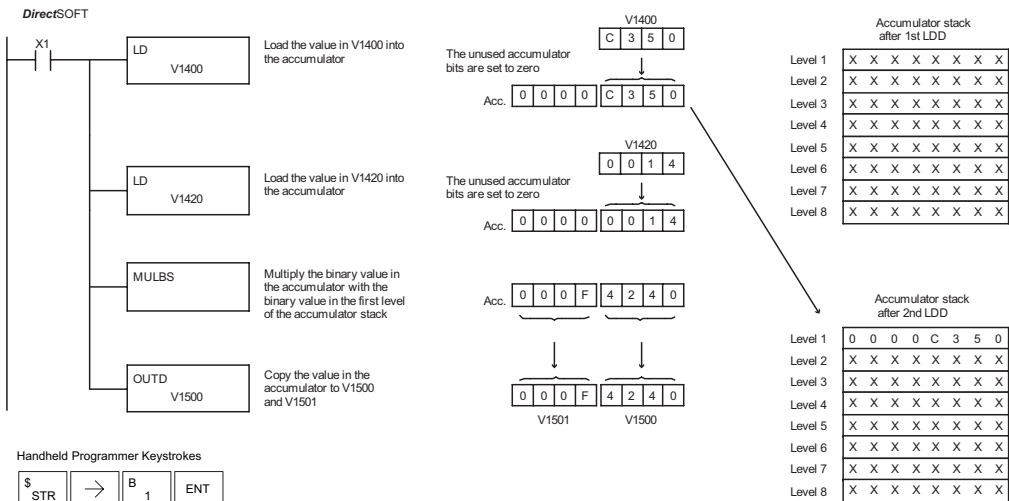 DirectSOFT
X1
LD
V1400
Load the value in V1400 into
the accumulator
LD
V1420
Load the value in V1420 into
the accumulator
MULBS
Multiply the binary value in
the accumulator with the
binary value in the first level
of the accumulator stack
OUTD
V1500
Copy the value in the
accumulator to V1500
and V1501
V1400
C 3 5 0
The unused accumulator
bits are set to zero
Acc. 0 0 0 0 C 3 5 0
V1420
0 0 1 4
The unused accumulator
bits are set to zero
Acc. 0 0 0 0 0 0 1 4
Acc. 0 0 0 F 4 2 4 0
0 0 0 F 4 2 4 0
V1501 V1500
Accumulator stack
after 1st LDD
Level 1 X X X X X X X X
Level 2 X X X X X X X X
Level 3 X X X X X X X X
Level 4 X X X X X X X X
Level 5 X X X X X X X X
Level 6 X X X X X X X X
Level 7 X X X X X X X X
Level 8 X X X X X X X X
Accumulator stack
after 2nd LDD
Level 1 0 0 0 0 C 3 5 0
Level 2 X X X X X X X X
Level 3 X X X X X X X X
Level 4 X X X X X X X X
Level 5 X X X X X X X X
Level 6 X X X X X X X X
Level 7 X X X X X X X X
Level 8 X X X X X X X X
Handheld Programmer Keystrokes
$ STR → B 1 ENT